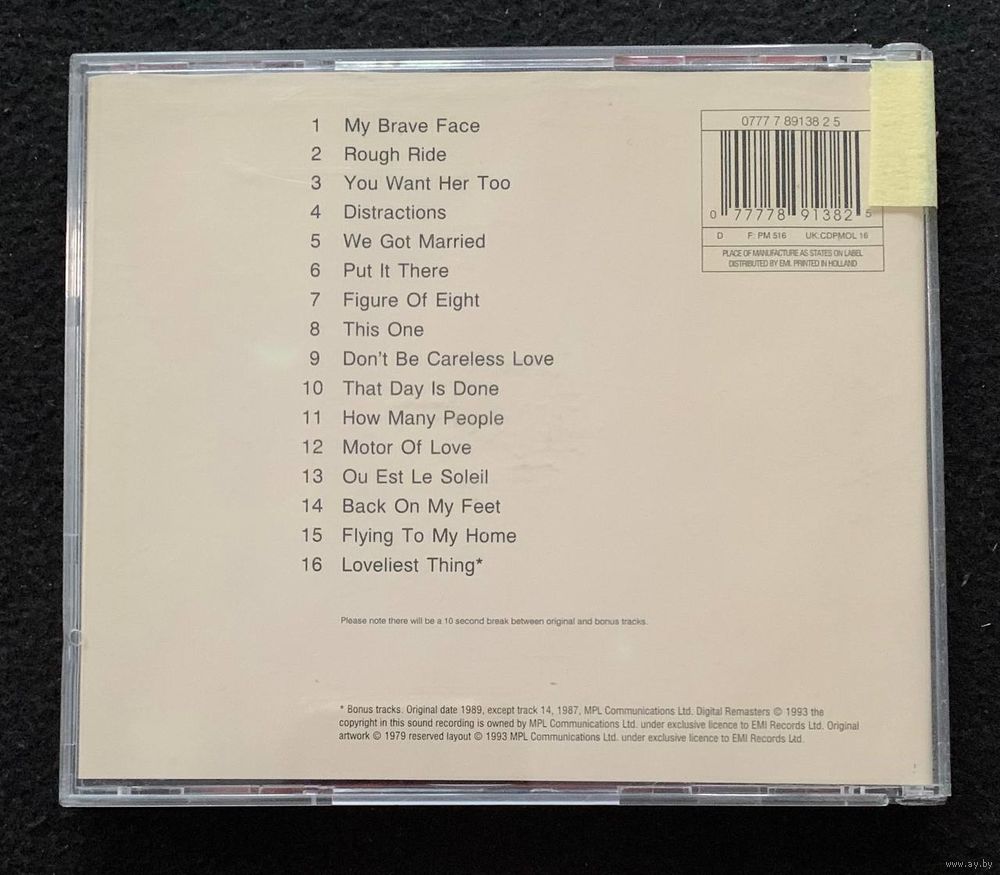 1 My Brave Face
2 Rough Ride
3 You Want Her Too
4 Distractions
5 We Got Married
6 Put It There
7 Figure Of Eight
8 This One
9 Don't Be Careless Love
10 That Day Is Done
11 How Many People
12 Motor Of Love
13 Ou Est Le Soleil
14 Back On My Feet
15 Flying To My Home
16 Loveliest Thing*
0777 7 89138 2 5
0 77778 91382 5
D F: PM 516 UK:CDPMOL 16
PLACE OF MANUFACTURE AS STATES ON LABEL
DISTRIBUTED BY EMI. PRINTED IN HOLLAND
Please note there will be a 10 second break between original and bonus tracks.
* Bonus tracks. Original date 1989, except track 14, 1987, MPL Communications Ltd. Digital Remasters © 1993 the
copyright in this sound recording is owned by MPL Communications Ltd. under exclusive licence to EMI Records Ltd. Original
artwork © 1979 reserved layout © 1993 MPL Communications Ltd. under exclusive licence to EMI Records Ltd.
www.ay.by